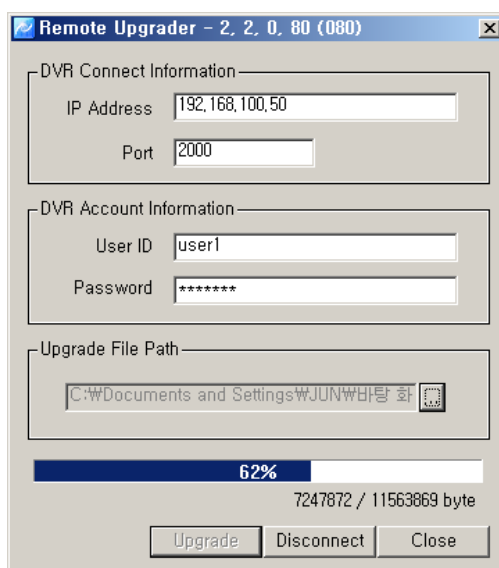 Remote Upgrader - 2, 2, 0, 80 (080)
DVR Connect Information
IP Address 192,168,100,50
Port 2000
DVR Account Information
User ID user1
Password *******
Upgrade File Path
C:₩Documents and Settings₩JUN₩바탕 화
62%
7247872 / 11563869 byte
Upgrade Disconnect Close